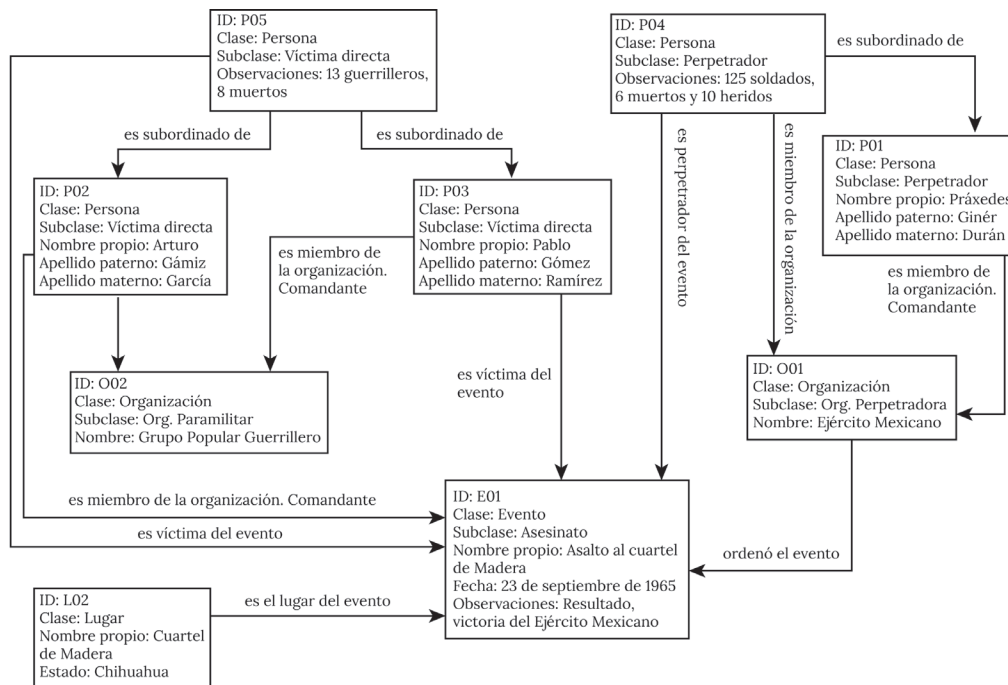 ID: P05
Clase: Persona
Subclase: Víctima directa
Observaciones: 13 guerrilleros,
8 muertos
ID: P04
Clase: Persona
Subclase: Perpetrador
Observaciones: 125 soldados,
6 muertos y 10 heridos
es subordinado de
es subordinado de
es subordinado de
ID: P02
Clase: Persona
Subclase: Víctima directa
Nombre propio: Arturo
Apellido paterno: Gámiz
Apellido materno: García
ID: P03
Clase: Persona
Subclase: Víctima directa
Nombre propio: Pablo
Apellido paterno: Gómez
Apellido materno: Ramírez
es perpetrador del evento
es miembro de la organización
ID: P01
Clase: Persona
Subclase: Perpetrador
Nombre propio: Práxedes
Apellido paterno: Ginér
Apellido materno: Durán
es miembro de
la organización.
Comandante
es miembro de
la organización.
Comandante
ID: O02
Clase: Organización
Subclase: Org. Paramilitar
Nombre: Grupo Popular Guerrillero
es víctima del
evento
ID: O01
Clase: Organización
Subclase: Org. Perpetradora
Nombre: Ejército Mexicano
es miembro de la organización. Comandante
es víctima del evento
ID: E01
Clase: Evento
Subclase: Asesinato
Nombre propio: Asalto al cuartel
de Madera
Fecha: 23 de septiembre de 1965
Observaciones: Resultado,
victoria del Ejército Mexicano
ordenó el evento
ID: L02
Clase: Lugar
Nombre propio: Cuartel
de Madera
Estado: Chihuahua
es el lugar del evento